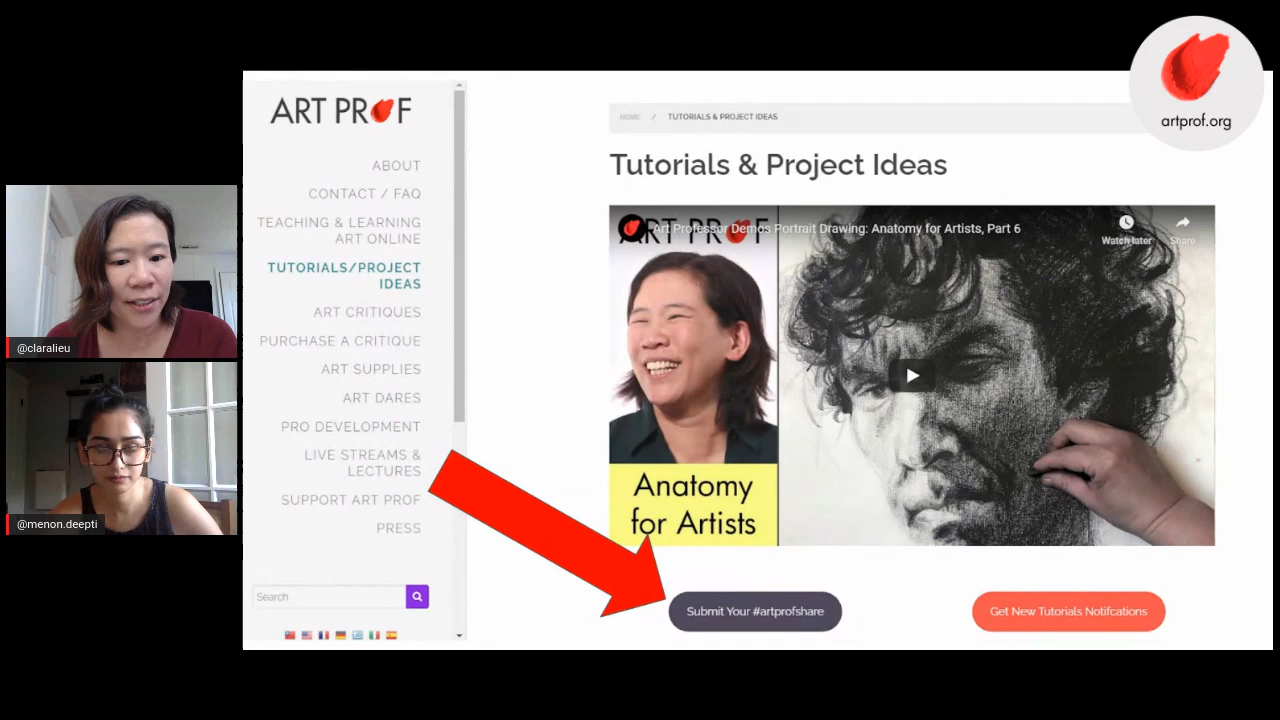 ART PROF
ABOUT
CONTACT / FAQ
TEACHING & LEARNING
ART ONLINE
TUTORIALS/PROJECT
IDEAS
ART CRITIQUES
PURCHASE A CRITIQUE
ART SUPPLIES
ART DARES
PRO DEVELOPMENT
LIVE STREAMS &
LECTURES
SUPPORT ART PROF
PRESS
Search
@claralieu
@menon.deepti
HOME / TUTORIALS & PROJECT IDEAS
artprof.org
Tutorials & Project Ideas
ART PROF
Art Professor Demos Portrait Drawing: Anatomy for Artists, Part 6
Watch later
Share
Anatomy
for Artists
Submit Your #artprofshare
Get New Tutorials Notifcations